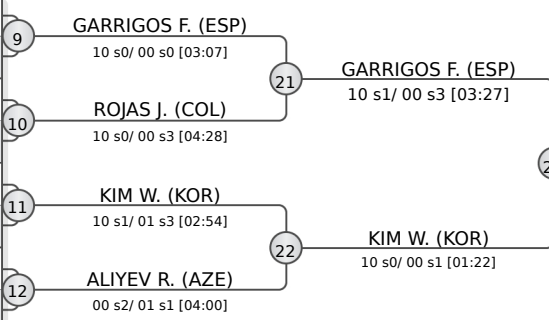 GARRIGOS F. (ESP)
9
10 s0/ 00 s0 [03:07]
21
GARRIGOS F. (ESP)
10 s1/ 00 s3 [03:27]
ROJAS J. (COL)
10
10 s0/ 00 s3 [04:28]
KIM W. (KOR)
11
10 s1/ 01 s3 [02:54]
22
KIM W. (KOR)
10 s0/ 00 s1 [01:22]
ALIYEV R. (AZE)
12
00 s2/ 01 s1 [04:00]